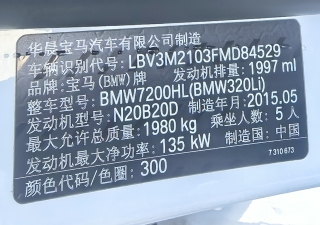 华晨宝马汽车有限公司制造
车辆识别代号: LBV3M2103FMD84529
品牌: 宝马(BMW)牌 发动机排量: 1997 ml
整车型号: BMW7200HL(BMW320Li)
发动机型号: N20B20D 制造年月: 2015.05
最大允许总质量: 1980 kg 乘坐人数: 5 人
发动机最大净功率: 135 kW 制造国: 中国
7 310 673
颜色代码/色圈: 300